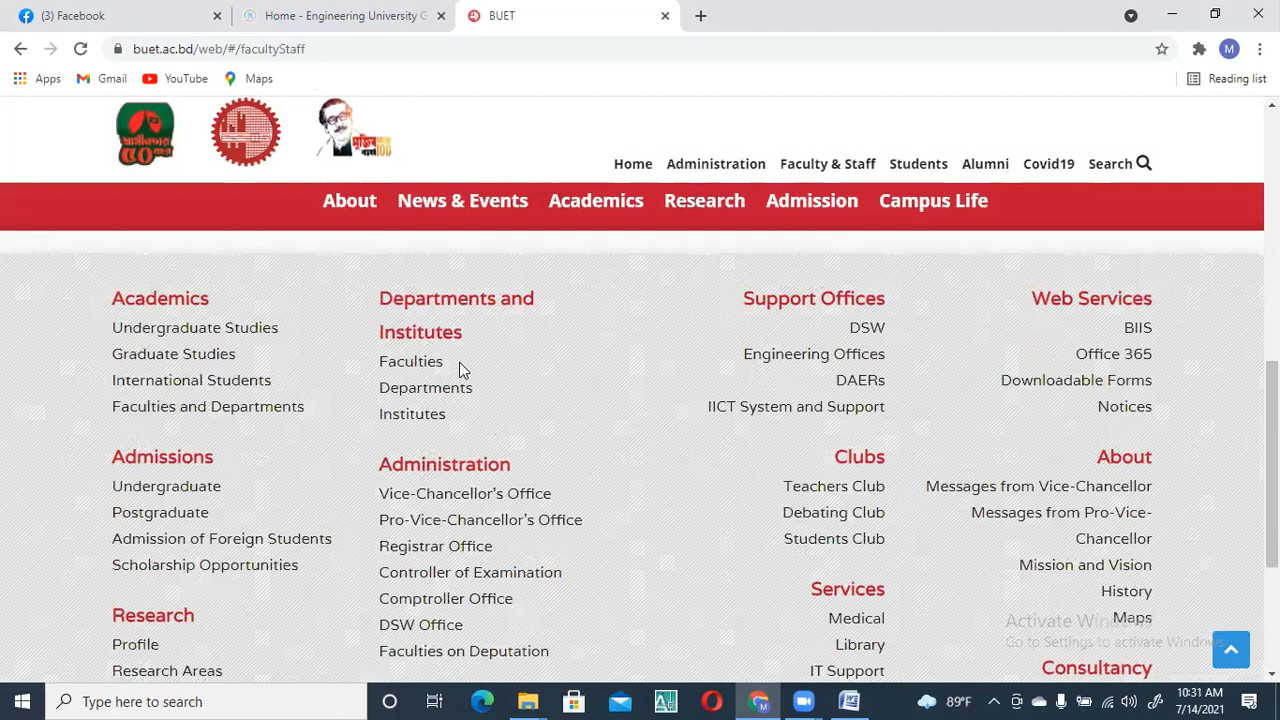 (3) Facebook
Home - Engineering University G
BUET
buet.ac.bd/web/#/facultyStaff
M
Apps
Gmail
YouTube
Maps
Reading list
Home
Administration
Faculty & Staff
Students
Alumni
Covid19
Search
About
News & Events
Academics
Research
Admission
Campus Life
Academics
Undergraduate Studies
Graduate Studies
International Students
Faculties and Departments
Admissions
Undergraduate
Postgraduate
Admission of Foreign Students
Scholarship Opportunities
Research
Profile
Research Areas
Departments and
Institutes
Faculties
Departments
Institutes
Administration
Vice-Chancellor's Office
Pro-Vice-Chancellor's Office
Registrar Office
Controller of Examination
Comptroller Office
DSW Office
Faculties on Deputation
Support Offices
DSW
Engineering Offices
DAERs
IICT System and Support
Clubs
Teachers Club
Debating Club
Students Club
Services
Medical
Library
IT Support
Web Services
BIIS
Office 365
Downloadable Forms
Notices
About
Messages from Vice-Chancellor
Messages from Pro-Vice-
Chancellor
Mission and Vision
History
Maps
Consultancy
Activate Windows
Go to Settings to activate Windows.
Type here to search
89°F
10:31 AM
7/14/2021